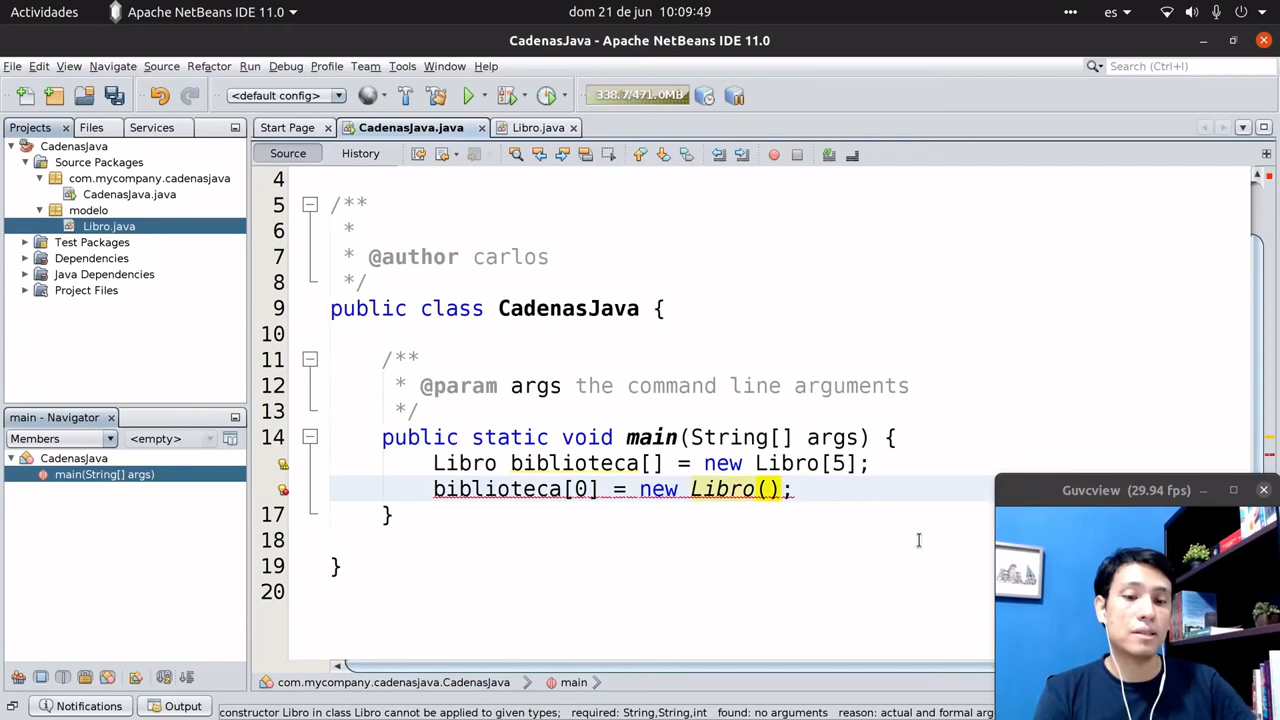 Actividades
Apache NetBeans IDE 11.0
dom 21 de jun 10:09:49
es
CadenasJava - Apache NetBeans IDE 11.0
File Edit View Navigate Source Refactor Run Debug Profile Team Tools Window Help
Search (Ctrl+I)
<default config>
338.7/471.0MB
Projects
Files
Services
Start Page
CadenasJava.java
Libro.java
Source
History
CadenasJava
Source Packages
com.mycompany.cadenasjava
CadenasJava.java
modelo
Libro.java
Test Packages
Dependencies
Java Dependencies
Project Files
main - Navigator
Members
<empty>
CadenasJava
main(String[] args)
4
5 /**
6 *
7 * @author carlos
8 */
9 public class CadenasJava {
10
11 /**
12 * @param args the command line arguments
13 */
14 public static void main(String[] args) {
Libro biblioteca[] = new Libro[5];
biblioteca[0] = new Libro();
17 }
18
19 }
20
Guvcview (29.94 fps)
com.mycompany.cadenasjava.CadenasJava
main
Notifications
Output
constructor Libro in class Libro cannot be applied to given types; required: String,String,int found: no arguments reason: actual and formal arg